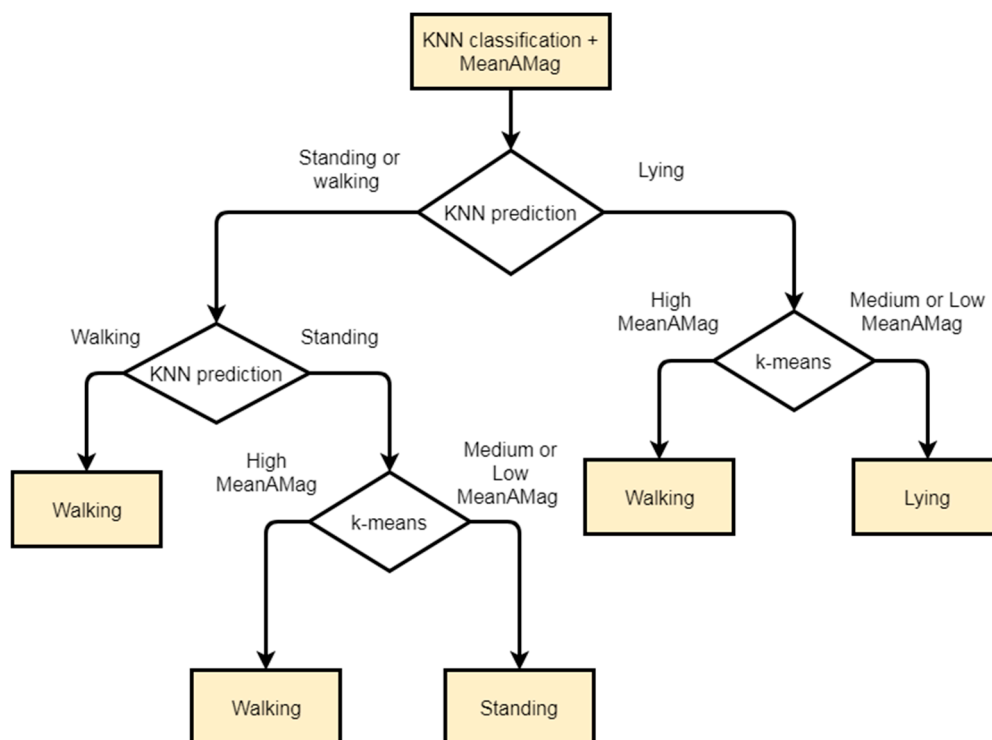 KNN classification +
MeanAMag
Standing or
walking
Lying
KNN prediction
High
MeanAMag
Medium or Low
MeanAMag
Walking
Standing
KNN prediction
k-means
High
MeanAMag
Medium or
Low
MeanAMag
Walking
Walking
Lying
k-means
Walking
Standing